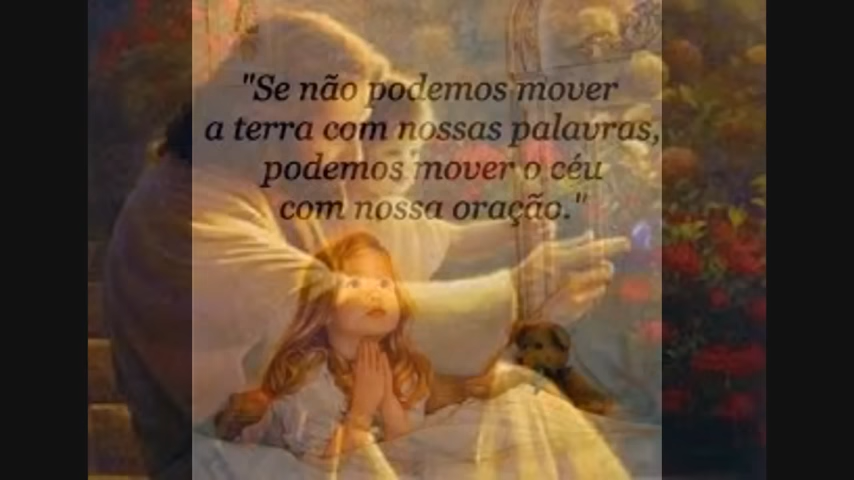 "Se não podemos mover
a terra com nossas palavras,
podemos mover o céu
com nossa oração."